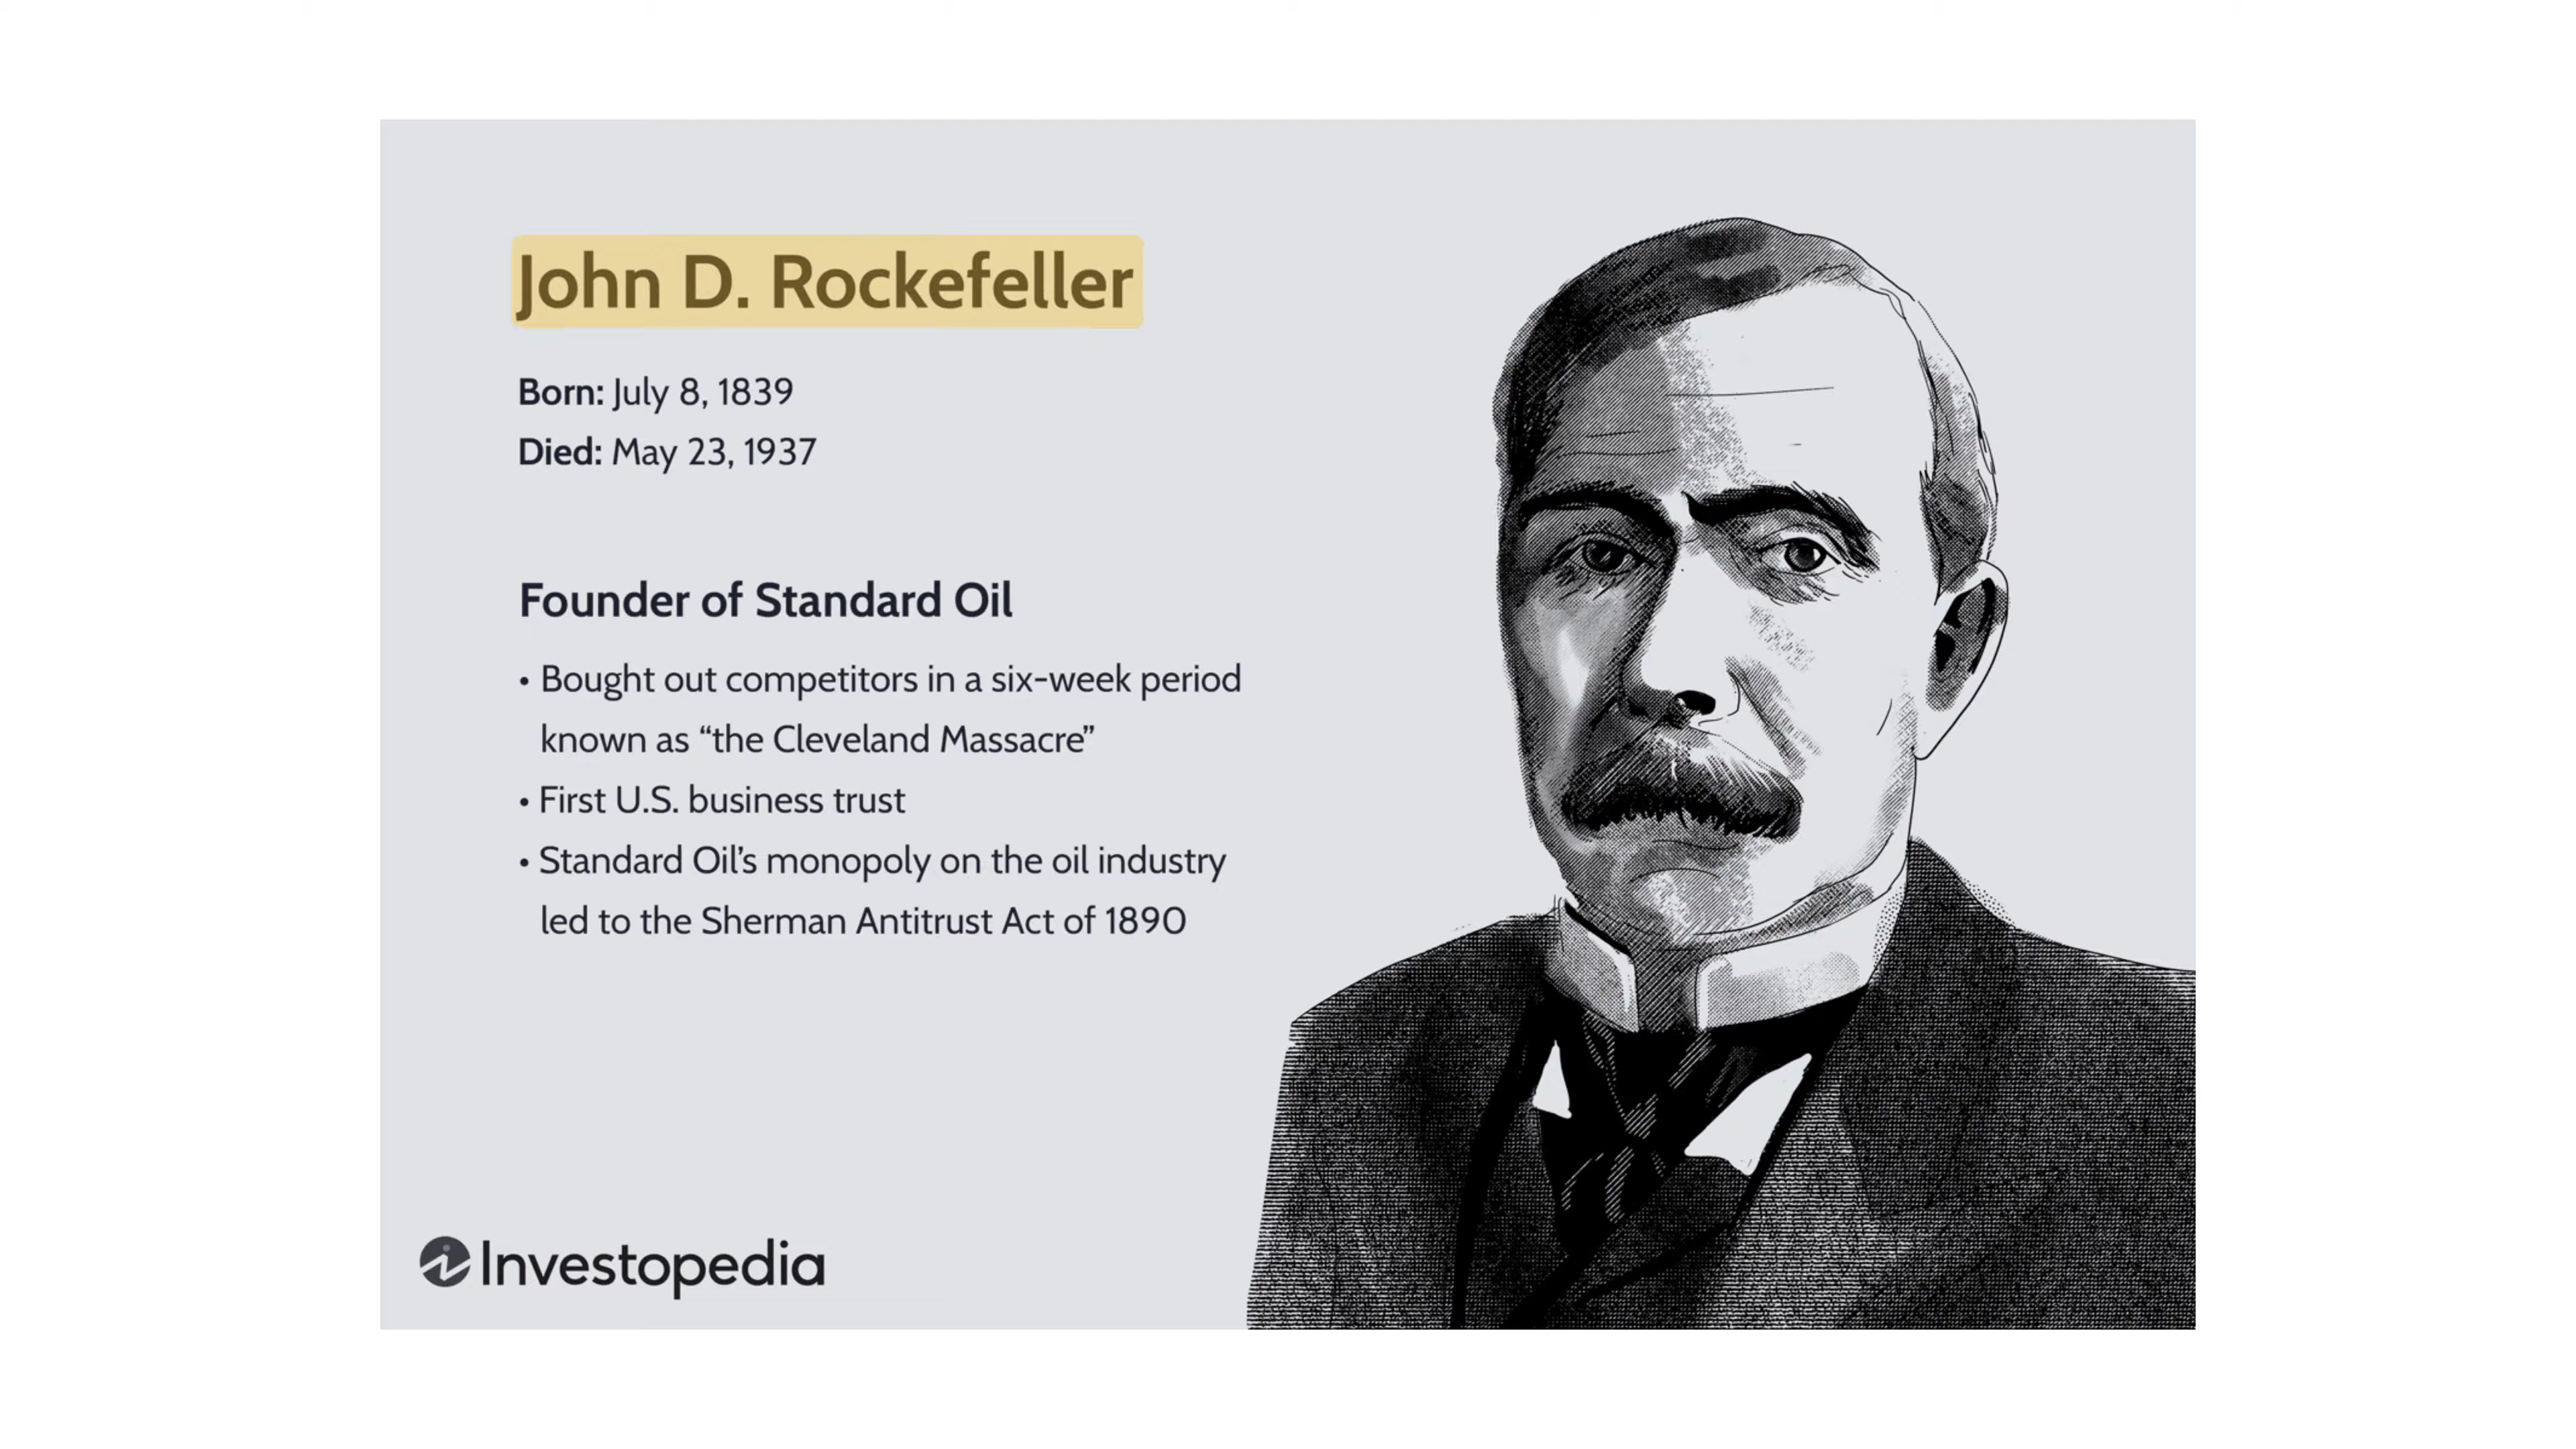 John D. Rockefeller
Born: July 8, 1839
Died: May 23, 1937
Founder of Standard Oil
• Bought out competitors in a six-week period
known as “the Cleveland Massacre”
• First U.S. business trust
• Standard Oil’s monopoly on the oil industry
led to the Sherman Antitrust Act of 1890
Investopedia